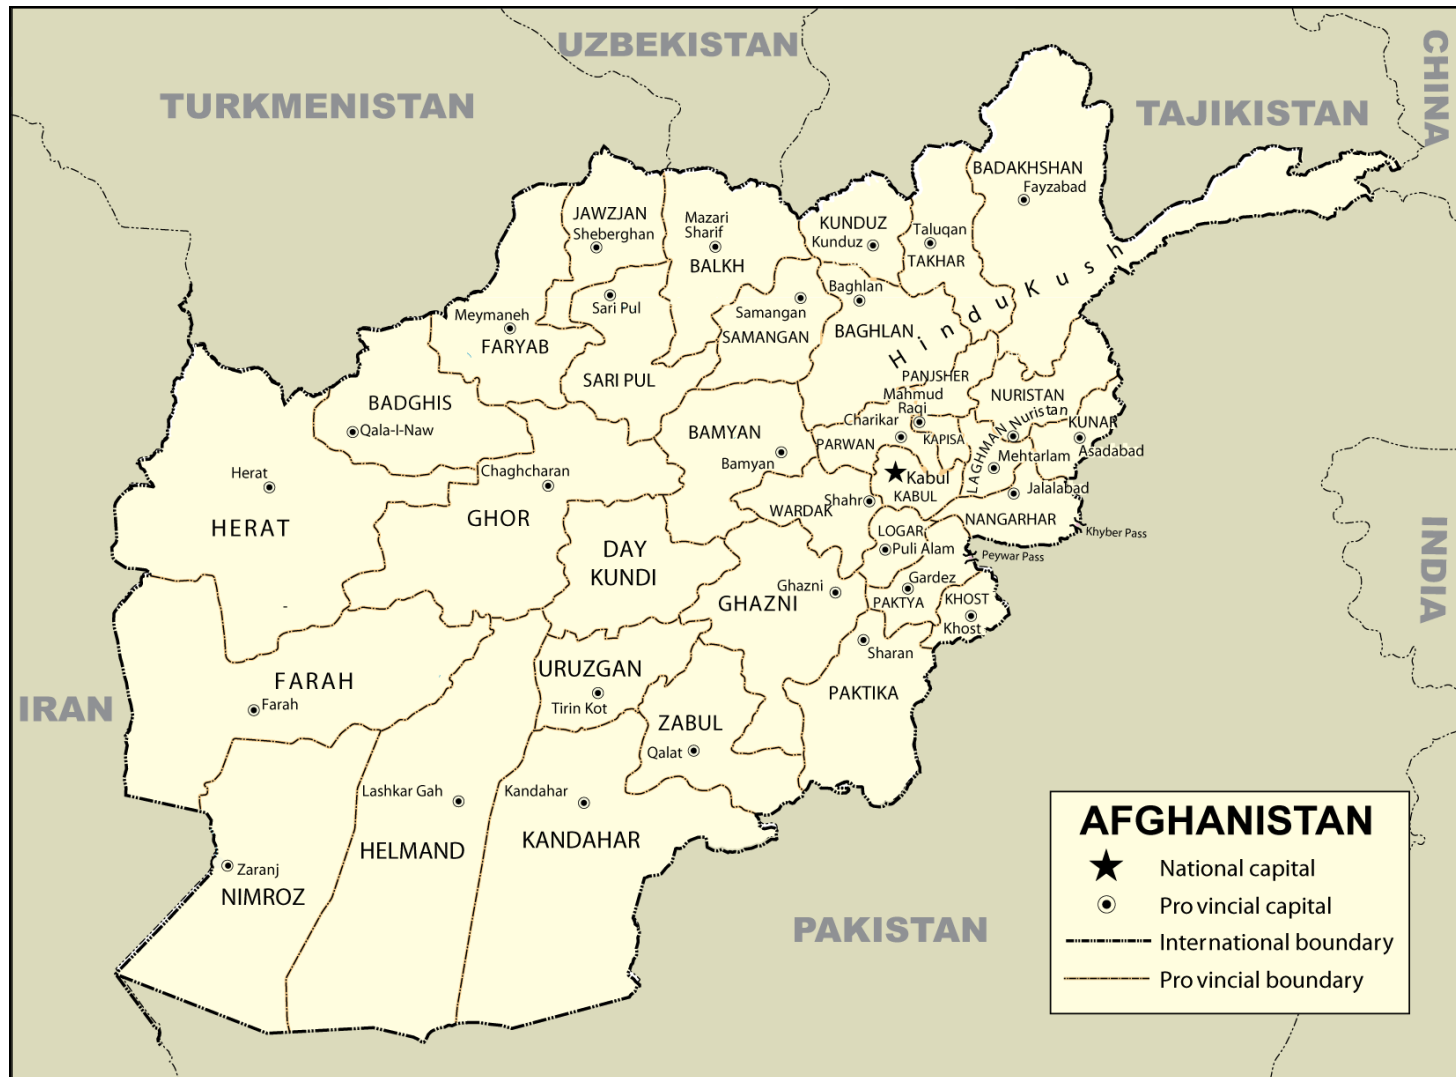 UZBEKISTAN
CHINA
TURKMENISTAN
TAJIKISTAN
BADAKHSHAN
Fayzabad
JAWZJAN
Sheberghan
Mazari
Sharif
BALKH
KUNDUZ
Kunduz
Taluqan
TAKHAR
Hindu Kush
Sari Pul
Samangan
SAMANGAN
Baghlan
BAGHLAN
Meymaneh
FARYAB
SARI PUL
PANJSHER
BADGHIS
Qala-I-Naw
BAMYAN
Bamyan
Mahmud
Raqi
Charikar
PARWAN
KAPISA
NURISTAN
Nuristan
KUNAR
Asadabad
LAGHMAN
Mehtarlam
Herat
HERAT
Chaghcharan
GHOR
Kabul
KABUL
Shahr
WARDAK
Jalalabad
NANGARHAR
Khyber Pass
LOGAR
Puli Alam
Peywar Pass
DAY
KUNDI
Ghazni
GHAZNI
Gardez
PAKTYA
KHOST
Khost
INDIA
Sharan
PAKTIKA
FARAH
Farah
URUZGAN
Tirin Kot
ZABUL
Qalat
IRAN
Lashkar Gah
HELMAND
Kandahar
KANDAHAR
Zaranj
NIMROZ
PAKISTAN
AFGHANISTAN
National capital
Pro vincial capital
International boundary
Pro vincial boundary